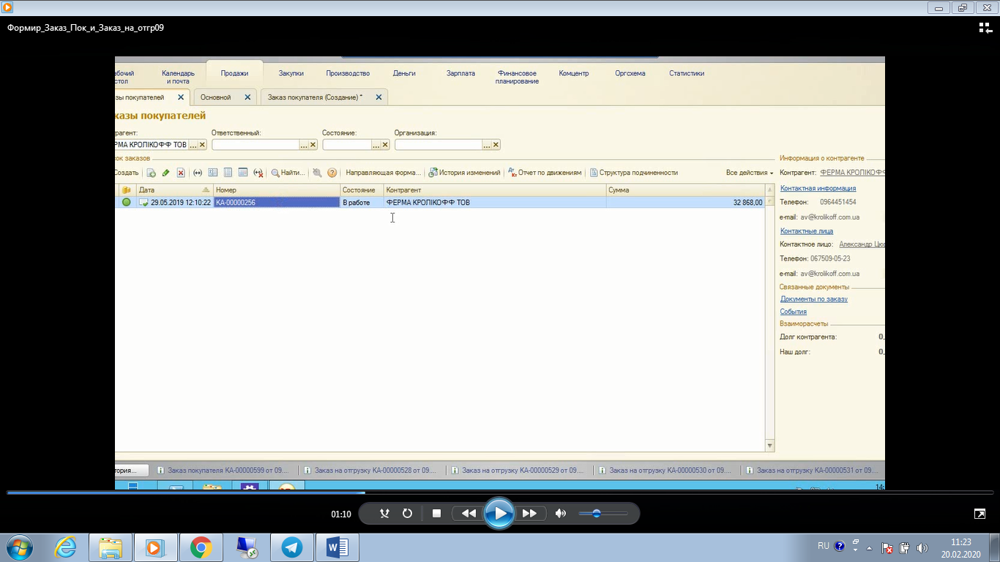 Формир_Заказ_Пок_и_Заказ_на_отгр09
бочий стол
Календарь и почта
Продажи
Закупки
Производство
Деньги
Зарплата
Финансовое планирование
Комцентр
Оргсхема
Статистики
зы покупателей
Основной
Заказ покупателя (Создание) *
казы покупателей
рагент:
Ответственный:
Состояние:
Организация:
РМА КРОЛІКОФФ ТОВ
сок заказов
Информация о контрагенте
Создать
Найти...
Направляющая форма...
История изменений
Отчет по движениям
Структура подчиненности
Все действия
Контрагент: ФЕРМА КРОЛІКОФФ
Дата
Номер
Состояние
Контрагент
Сумма
Контактная информация
29.05.2019 12:10:22
КА-00000256
В работе
ФЕРМА КРОЛІКОФФ ТОВ
32 868,00
Телефон: 0964451454
e-mail: av@krolikoff.com.ua
Контактные лица
Контактное лицо: Александр Цюр
Телефон: 067509-05-23
e-mail: av@krolikoff.com.ua
Связанные документы
Документы по заказу
События
Взаиморасчеты
Долг контрагента: 0,
Наш долг: 0,
тория...
Заказ покупателя КА-00000599 от 09....
Заказ на отгрузку КА-00000528 от 09....
Заказ на отгрузку КА-00000529 от 09....
Заказ на отгрузку КА-00000530 от 09....
Заказ на отгрузку КА-00000531 от 09....
14:
01:10
RU
11:23
20.02.2020